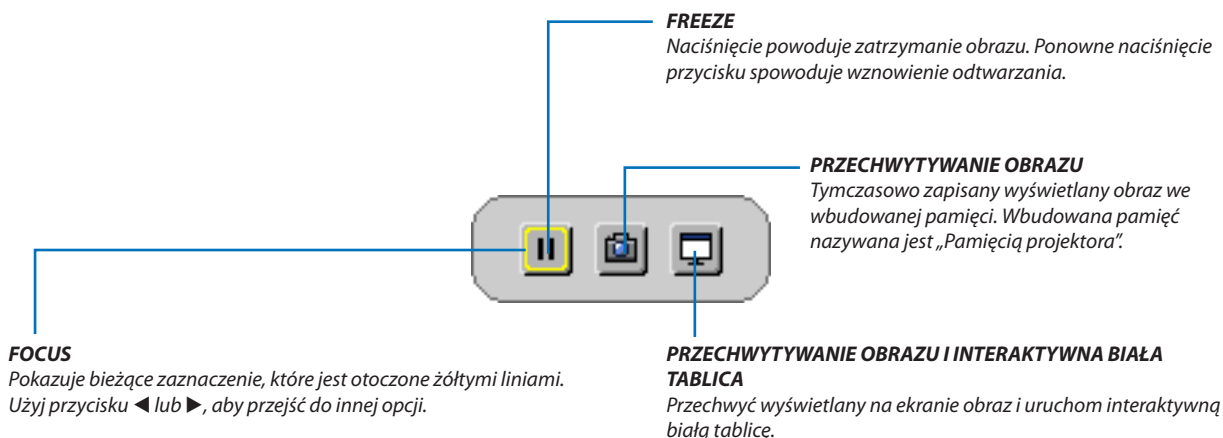 FREEZE
Naciśnięcie powoduje zatrzymanie obrazu. Ponowne naciśnięcie
przycisku spowoduje wznowienie odtwarzania.
PRZECHWYTYWANIE OBRAZU
Tymczasowo zapisany wyświetlany obraz we
wbudowanej pamięci. Wbudowana pamięć
nazywana jest „Pamięcią projektora”.
FOCUS
Pokazuje bieżące zaznaczenie, które jest otoczone żółtymi liniami.
Użyj przycisku ◀ lub ▶, aby przejść do innej opcji.
PRZECHWYTYWANIE OBRAZU I INTERAKTYWNA BIAŁA
TABLICA
Przechwyć wyświetlany na ekranie obraz i uruchom interaktywną
białą tablicę.